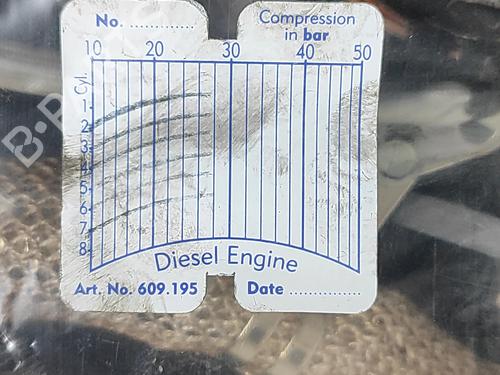 No. ..............
Compression
in bar
10 20 30 40 50
Cyl.
1
2
3
4
5
6
7
8
Diesel Engine
Art. No. 609.195
Date ................